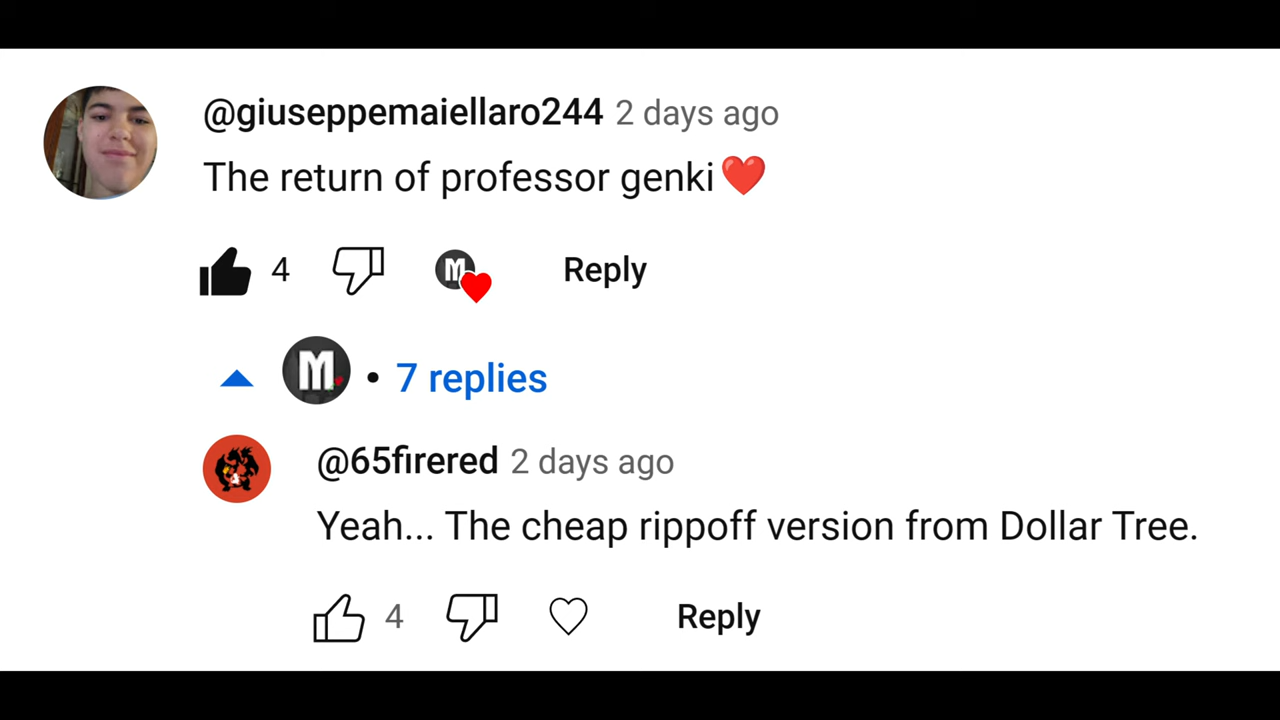 @giuseppemaiellaro244 2 days ago
The return of professor genki❤️
4 M Reply
M • 7 replies
@65firered 2 days ago
Yeah... The cheap rippoff version from Dollar Tree.
4 Reply